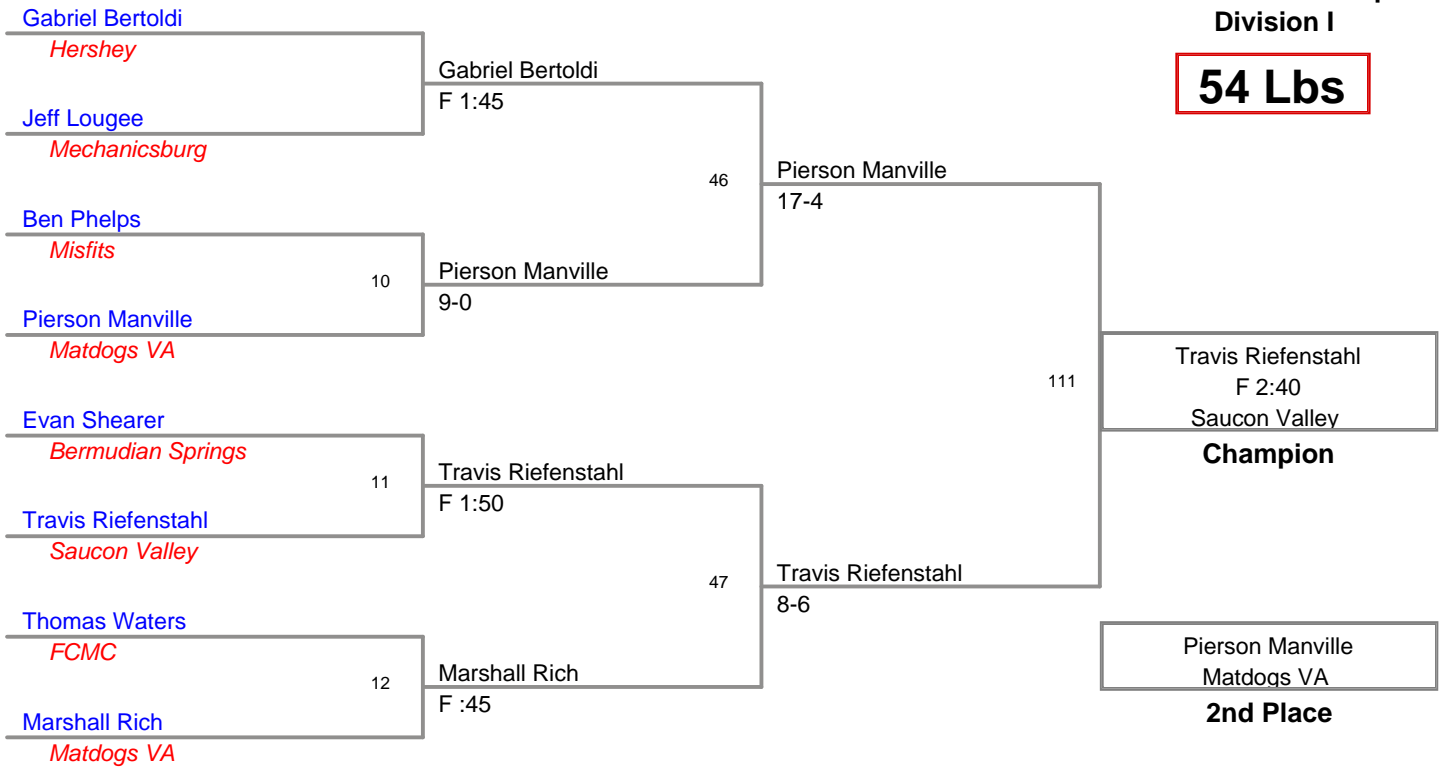 Division I
54 Lbs
Gabriel Bertoldi
Hershey
Jeff Lougee
Mechanicsburg
Ben Phelps
Misfits
Pierson Manville
Matdogs VA
Evan Shearer
Bermudian Springs
Travis Riefenstahl
Saucon Valley
Thomas Waters
FCMC
Marshall Rich
Matdogs VA
Gabriel Bertoldi
F 1:45
10
Pierson Manville
9-0
11
Travis Riefenstahl
F 1:50
12
Marshall Rich
F :45
46
Pierson Manville
17-4
47
Travis Riefenstahl
8-6
111
Travis Riefenstahl
F 2:40
Saucon Valley
Champion
Pierson Manville
Matdogs VA
2nd Place